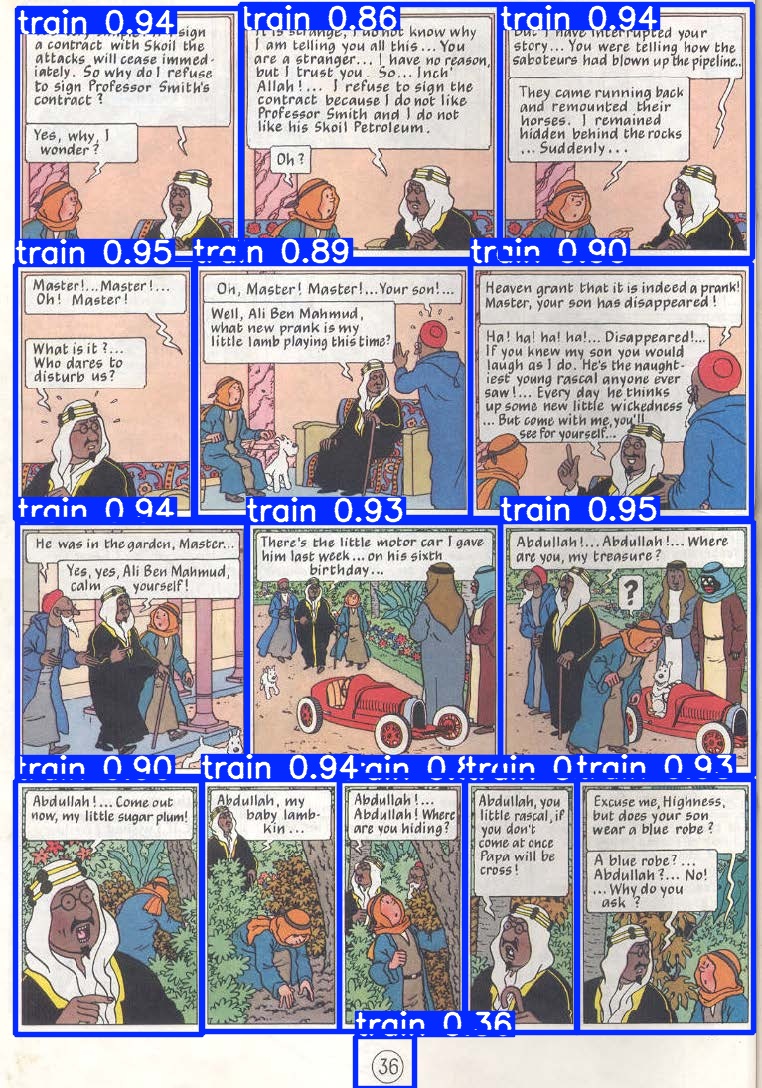 train 0.94
sign
a contract with Skoil the
attacks will cease immed-
iately. So why do I refuse
to sign Professor Smith's
contract?
Yes, why, I
wonder?
train 0.86
It is strange, I do not know why
I am telling you all this... You
are a stranger... I have no reason,
but I trust you. So... Inch'
Allah!... I refuse to sign the
contract because I do not like
Professor Smith and I do not
like his Skoil Petroleum.
Oh?
train 0.94
But I have interrupted your
story... You were telling how the
saboteurs had blown up the pipeline..
They came running back
and remounted their
horses. I remained
hidden behind the rocks
... Suddenly...
train 0.95
Master!... Master!...
Oh! Master!
What is it?...
Who dares to
disturb us?
train 0.89
Oh, Master! Master!... Your son!...
Well, Ali Ben Mahmud,
what new prank is my
little lamb playing this time?
train 0.90
Heaven grant that it is indeed a prank!
Master, your son has disappeared!
Ha! ha! ha! ha!... Disappeared!...
If you knew my son you would
laugh as I do. He's the naught-
iest young rascal anyone ever
saw!... Every day he thinks
up some new little wickedness
... But come with me, you'll
see for yourself...
train 0.94
He was in the garden, Master...
Yes, yes, Ali Ben Mahmud,
calm yourself!
train 0.93
There's the little motor car I gave
him last week... on his sixth
birthday...
train 0.95
Abdullah!... Abdullah!... Where
are you, my treasure?
?
train 0.90
Abdullah!... Come out
now, my little sugar plum!
train 0.94
Abdullah, my
baby lamb-
kin...
Abdullah!...
Abdullah! Where
are you hiding?
Abdullah, you
little rascal, if
you don't
come at once
Papa will be
cross!
train 0.93
Excuse me, Highness,
but does your son
wear a blue robe?
A blue robe?...
Abdullah?... No!
... Why do you
ask?
train 0.36
36